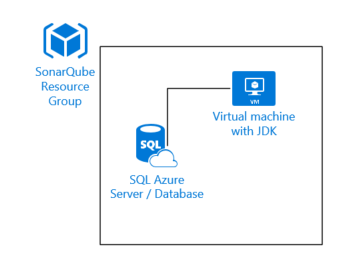 SonarQube
Resource
Group
VM
Virtual machine
with JDK
SQL
SQL Azure
Server / Database